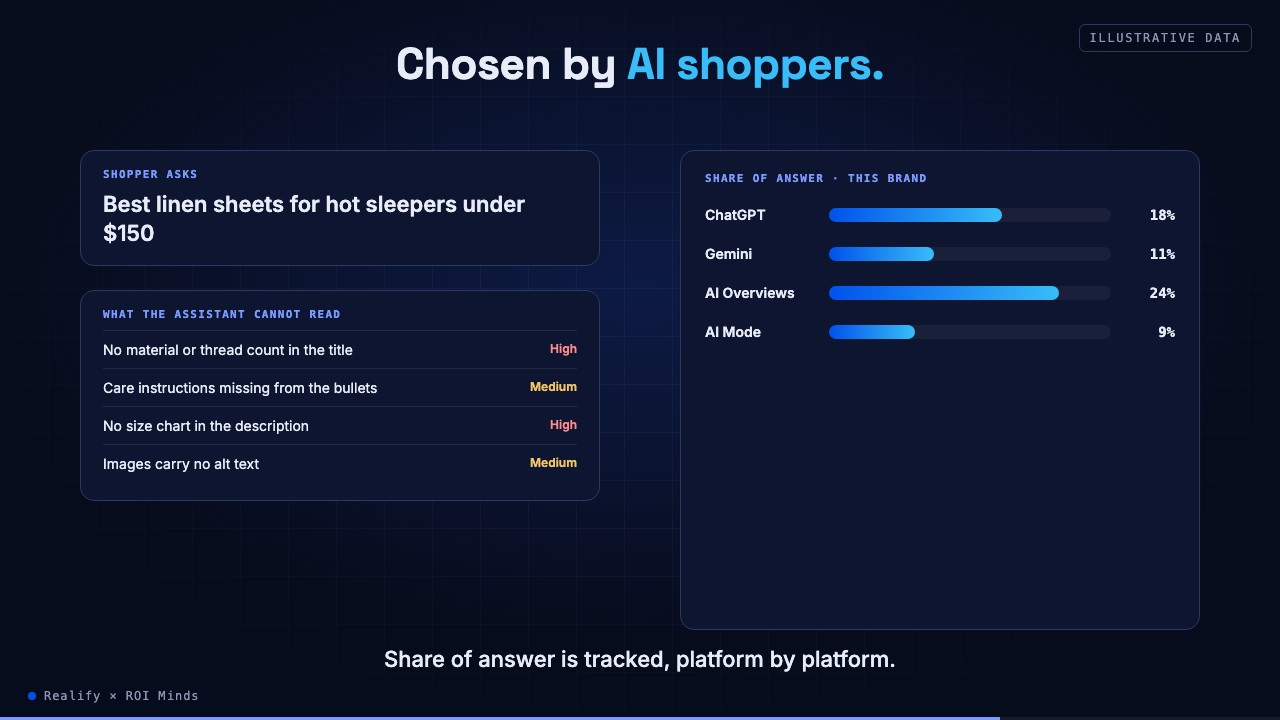 ILLUSTRATIVE DATA
Chosen by AI shoppers.
SHOPPER ASKS
Best linen sheets for hot sleepers under
$150
WHAT THE ASSISTANT CANNOT READ
No material or thread count in the title High
Care instructions missing from the bullets Medium
No size chart in the description High
Images carry no alt text Medium
SHARE OF ANSWER · THIS BRAND
ChatGPT 18%
Gemini 11%
AI Overviews 24%
AI Mode 9%
Share of answer is tracked, platform by platform.
Realify × ROI Minds